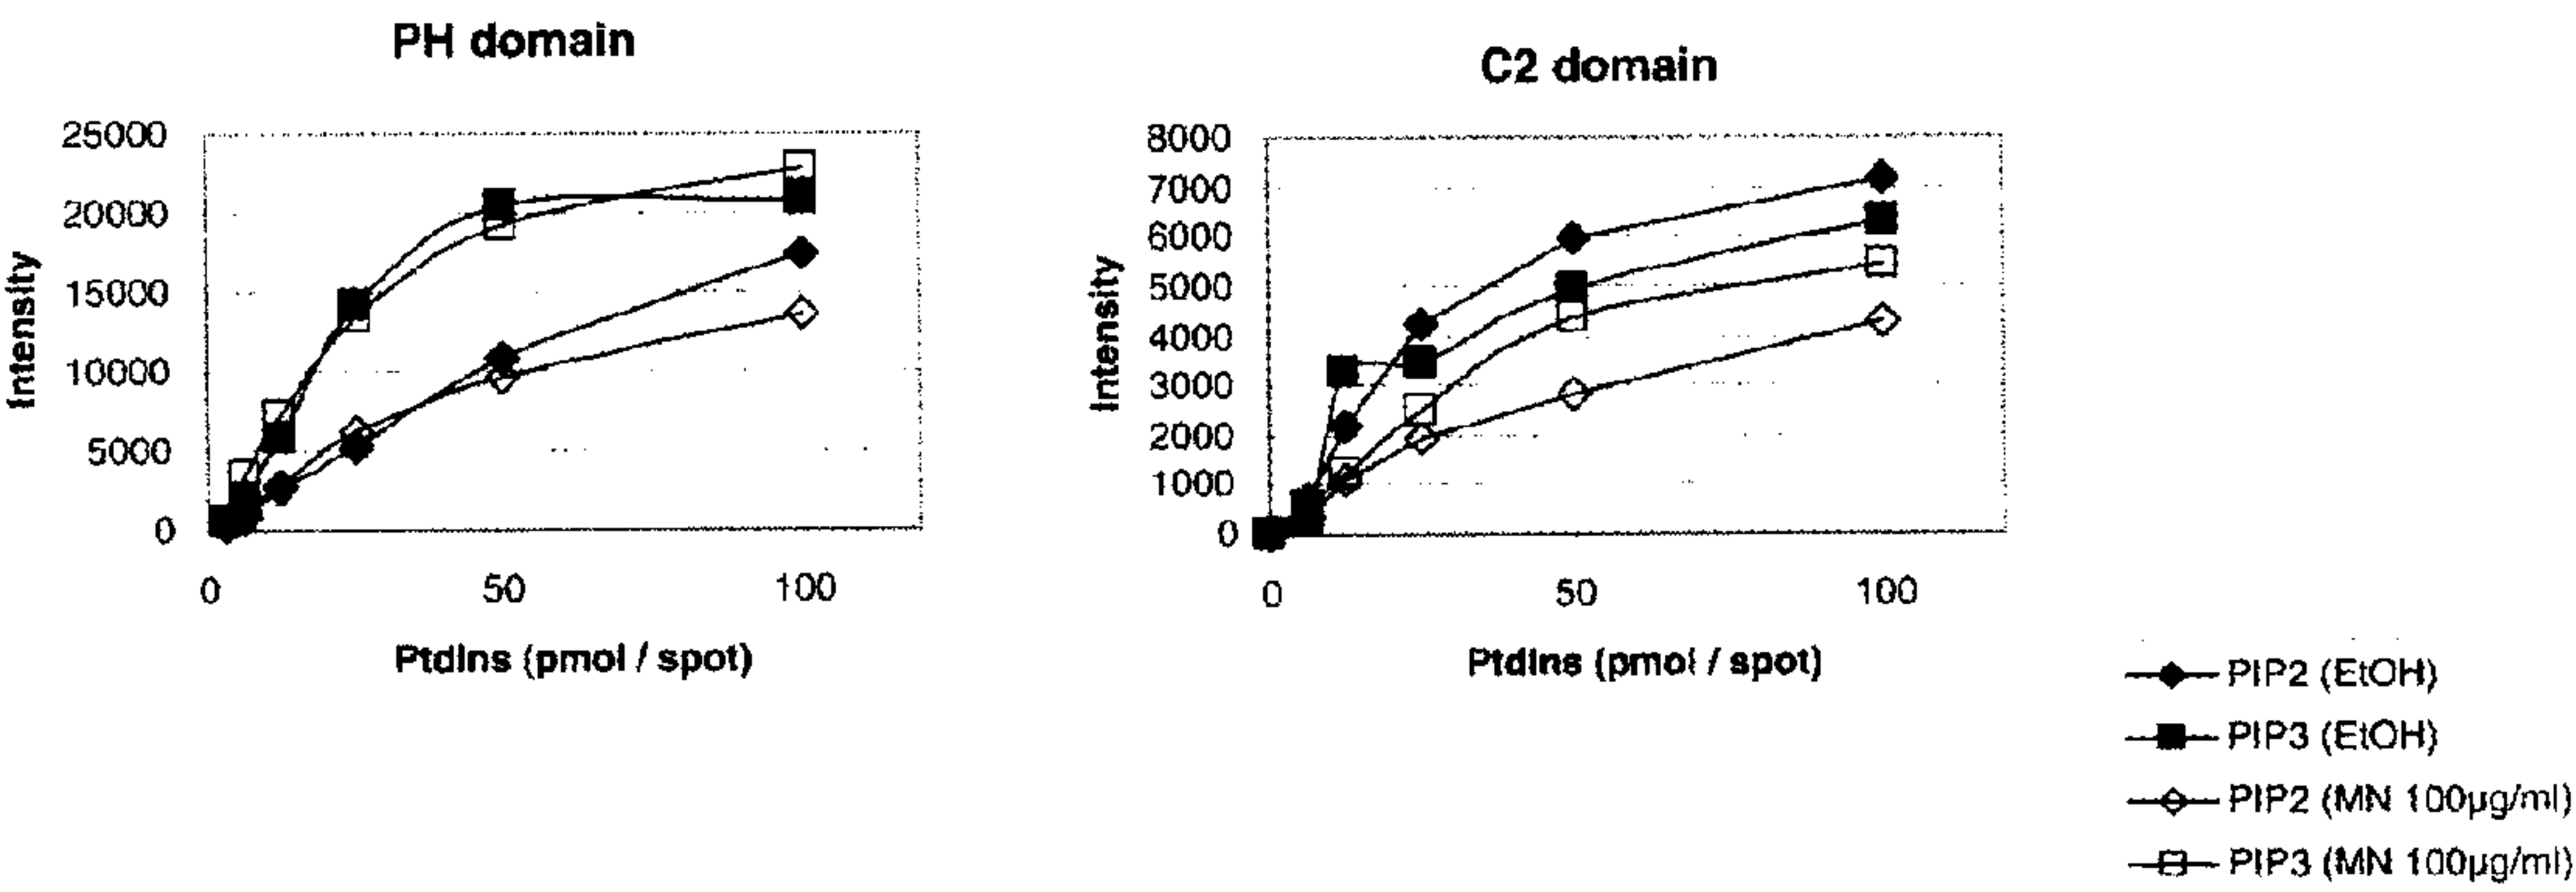 PH domain
25000
20000
15000
10000
5000
0
Intensity
0 50 100
PtdIns (pmol / spot)
C2 domain
8000
7000
6000
5000
4000
3000
2000
1000
0
Intensity
0 50 100
PtdIns (pmol / spot)
PIP2 (EtOH)
PIP3 (EtOH)
PIP2 (MN 100µg/ml)
PIP3 (MN 100µg/ml)